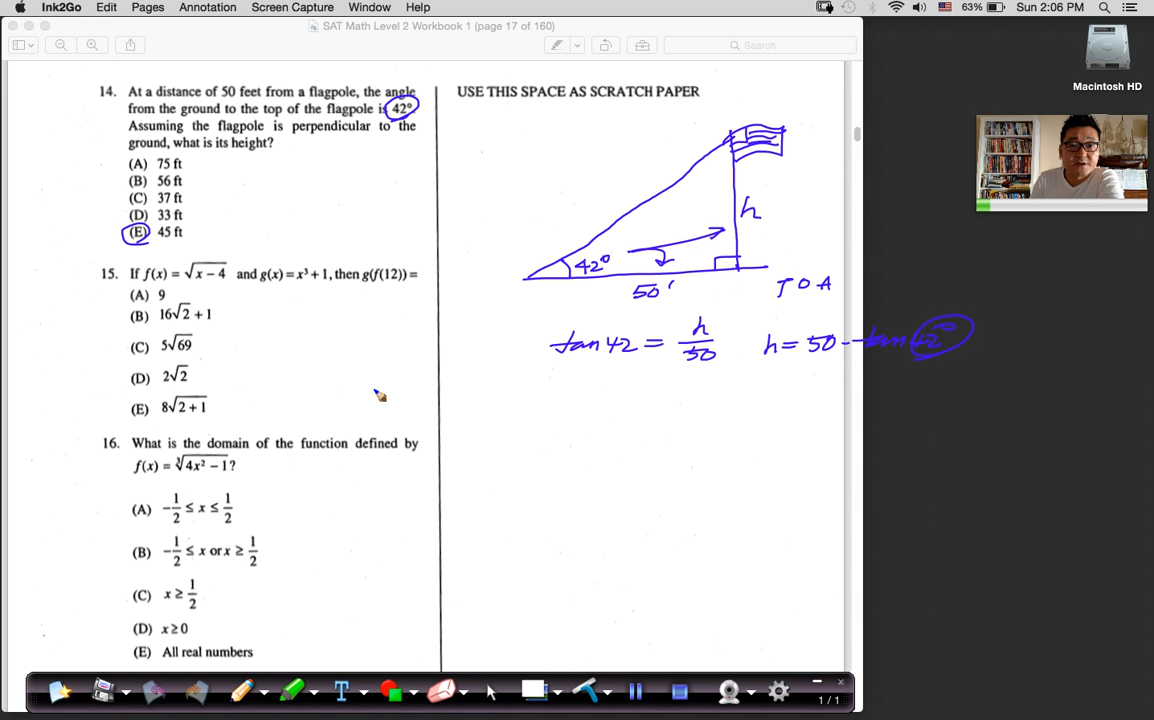 Ink2Go File Edit Pages Annotation Screen Capture Window Help 63% Sun 2:06 PM
SAT Math Level 2 Workbook 1 (page 17 of 160)
Search
Macintosh HD
14. At a distance of 50 feet from a flagpole, the angle
from the ground to the top of the flagpole is 42°.
Assuming the flagpole is perpendicular to the
ground, what is its height?
(A) 75 ft
(B) 56 ft
(C) 37 ft
(D) 33 ft
(E) 45 ft
15. If f(x) = √x − 4 and g(x) = x³ + 1, then g(f(12)) =
(A) 9
(B) 16√2 + 1
(C) 5√69
(D) 2√2
(E) 8√2 + 1
16. What is the domain of the function defined by
f(x) = ∛4x² − 1?
(A) −1/2 ≤ x ≤ 1/2
(B) −1/2 ≤ x or x ≥ 1/2
(C) x ≥ 1/2
(D) x ≥ 0
(E) All real numbers
USE THIS SPACE AS SCRATCH PAPER
h
42°
50'
TOA
tan 42 = h/50 h = 50 · tan 42°
T
1/1